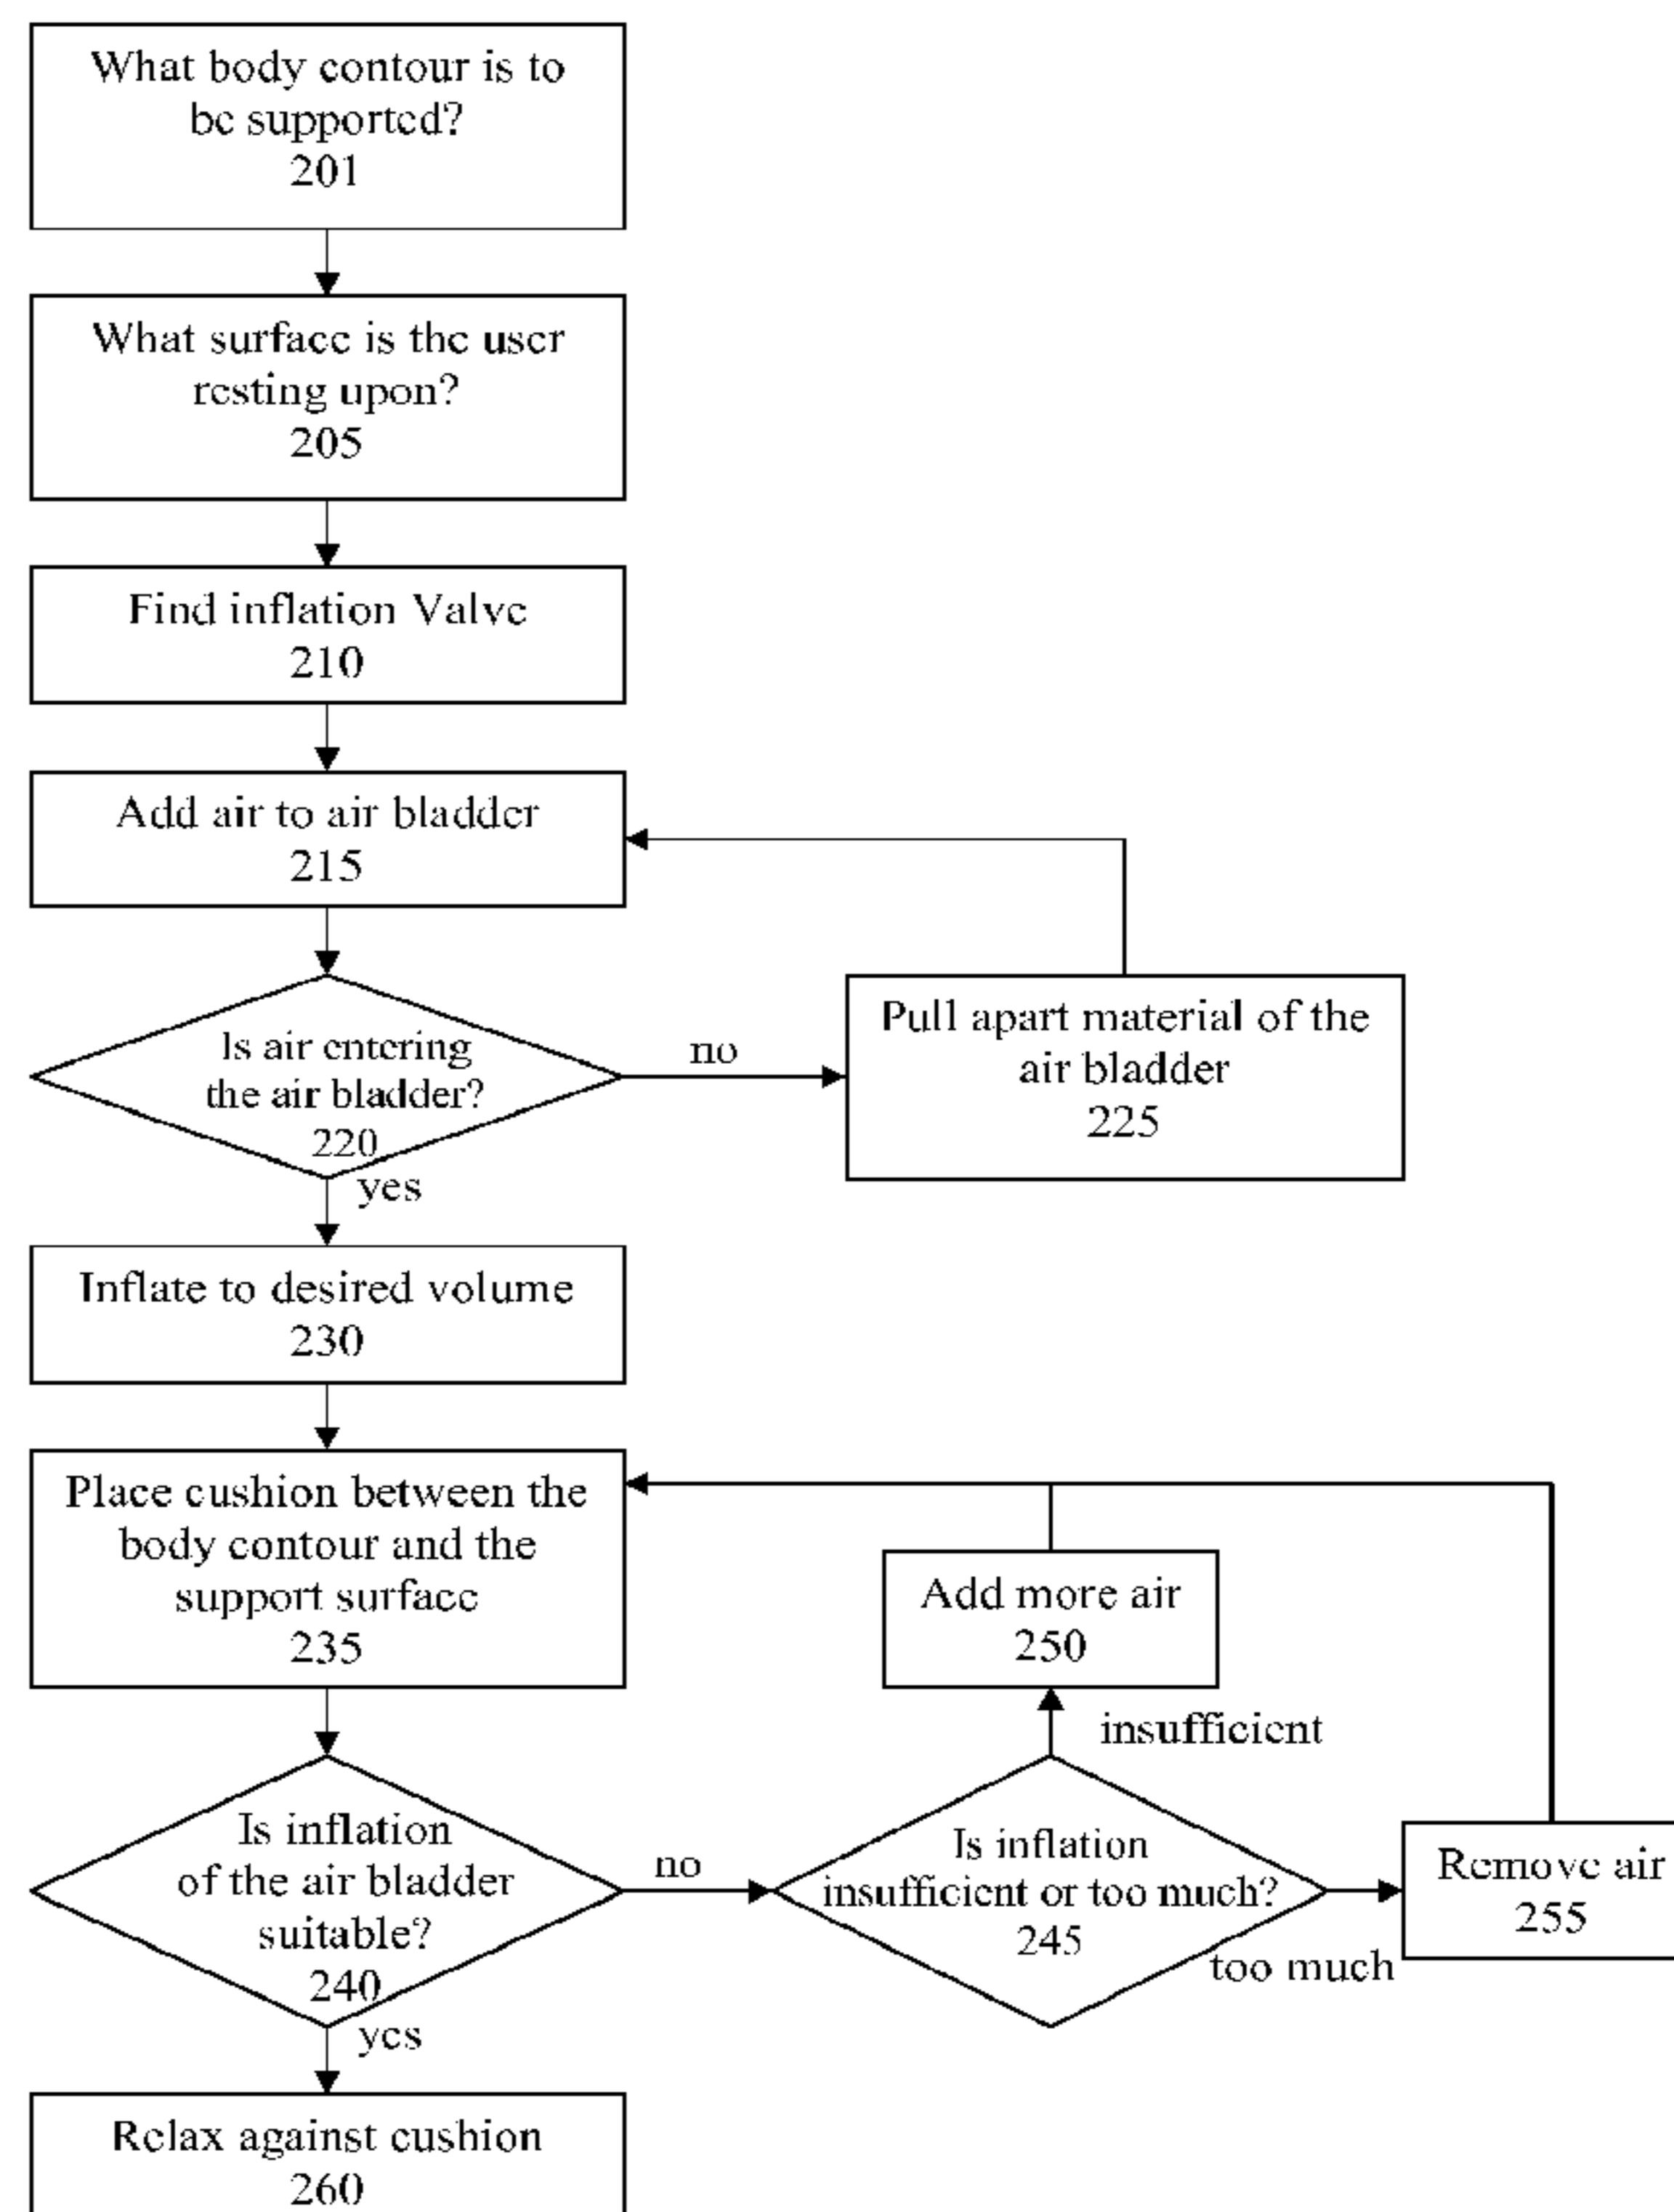 What body contour is to
be supported?
201
What surface is the user
resting upon?
205
Find inflation Valve
210
Add air to air bladder
215
Is air entering
the air bladder?
220
no
Pull apart material of the
air bladder
225
yes
Inflate to desired volume
230
Place cushion between the
body contour and the
support surface
235
Add more air
250
insufficient
Is inflation
of the air bladder
suitable?
240
no
Is inflation
insufficient or too much?
245
too much
Remove air
255
yes
Relax against cushion
260